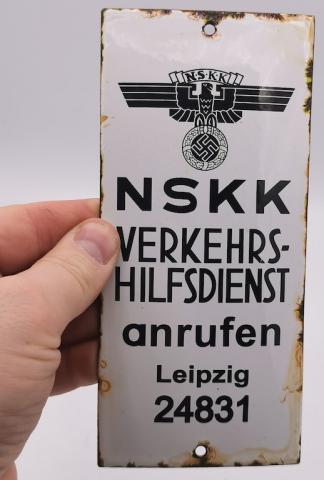 N·S·K·K
NSKK
VERKEHRS-
HILFSDIENST
anrufen
Leipzig
24831